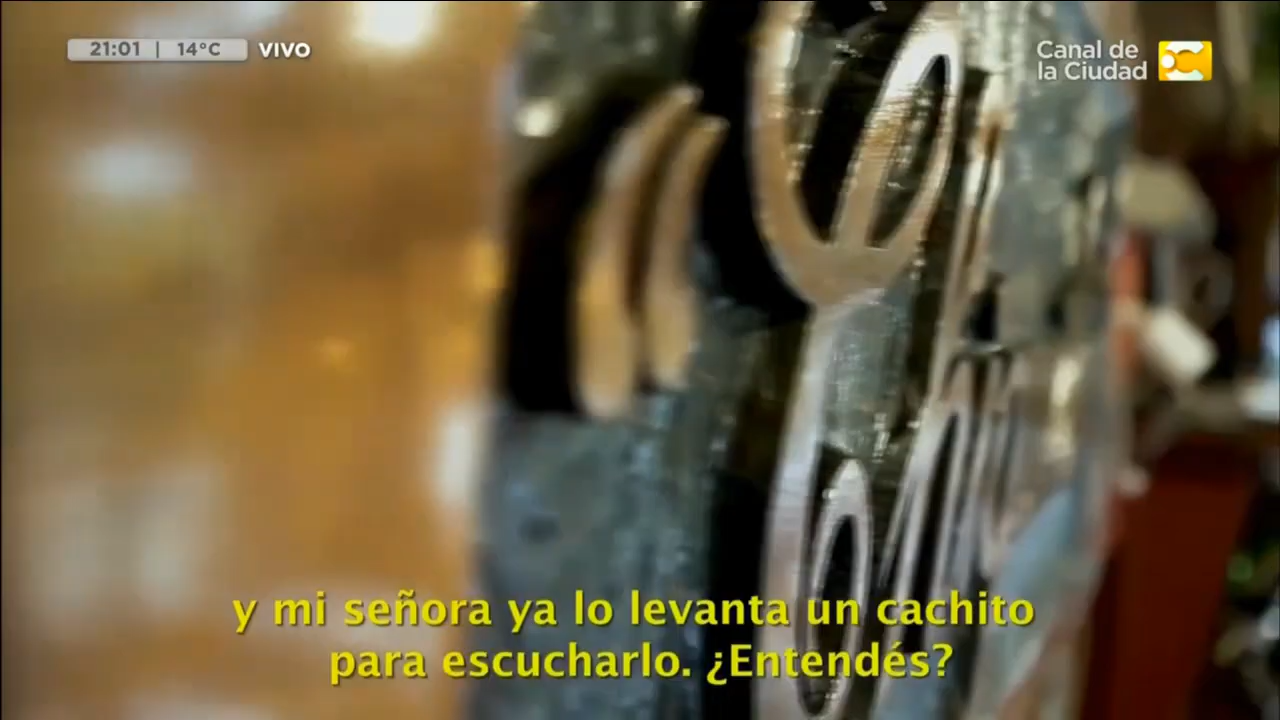 21:01 | 14°C VIVO
Canal de
la Ciudad
y mi señora ya lo levanta un cachito
para escucharlo. ¿Entendés?